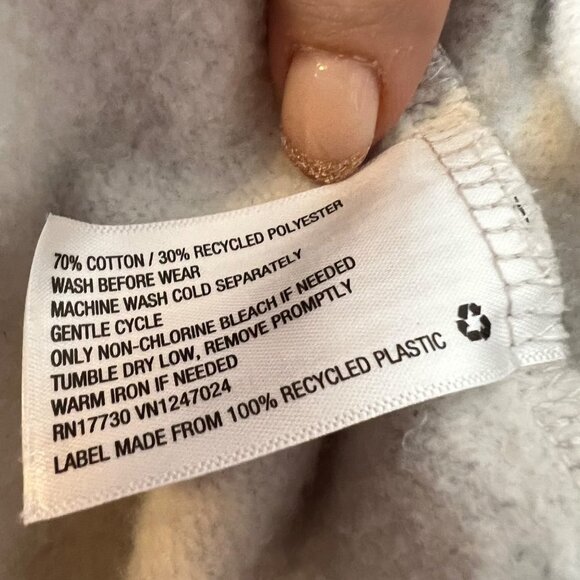 70% COTTON / 30% RECYCLED POLYESTER
WASH BEFORE WEAR
MACHINE WASH COLD SEPARATELY
GENTLE CYCLE
ONLY NON-CHLORINE BLEACH IF NEEDED
TUMBLE DRY LOW, REMOVE PROMPTLY
WARM IRON IF NEEDED
RN17730 VN1247024
LABEL MADE FROM 100% RECYCLED PLASTIC